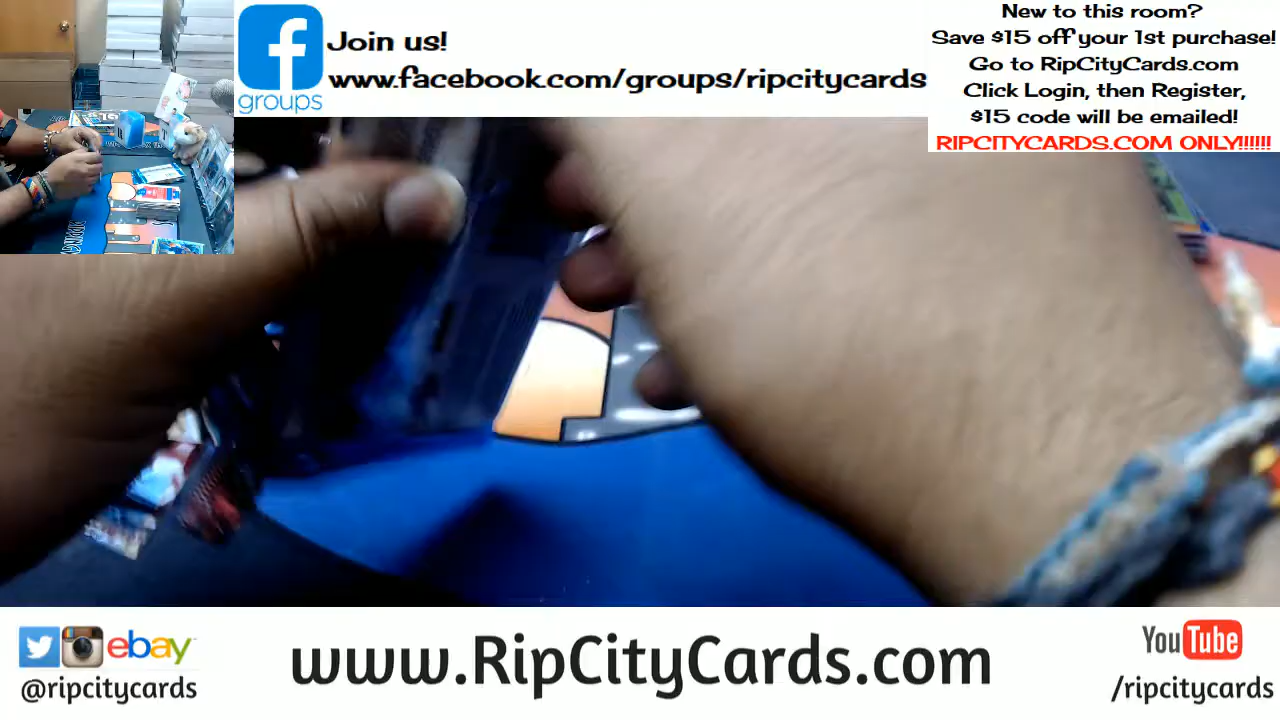 groups
Join us!
www.facebook.com/groups/ripcitycards
New to this room?
Save $15 off your 1st purchase!
Go to RipCityCards.com
Click Login, then Register,
$15 code will be emailed!
RIPCITYCARDS.COM ONLY!!!!!!
ebay
@ripcitycards
www.RipCityCards.com
YouTube
/ripcitycards